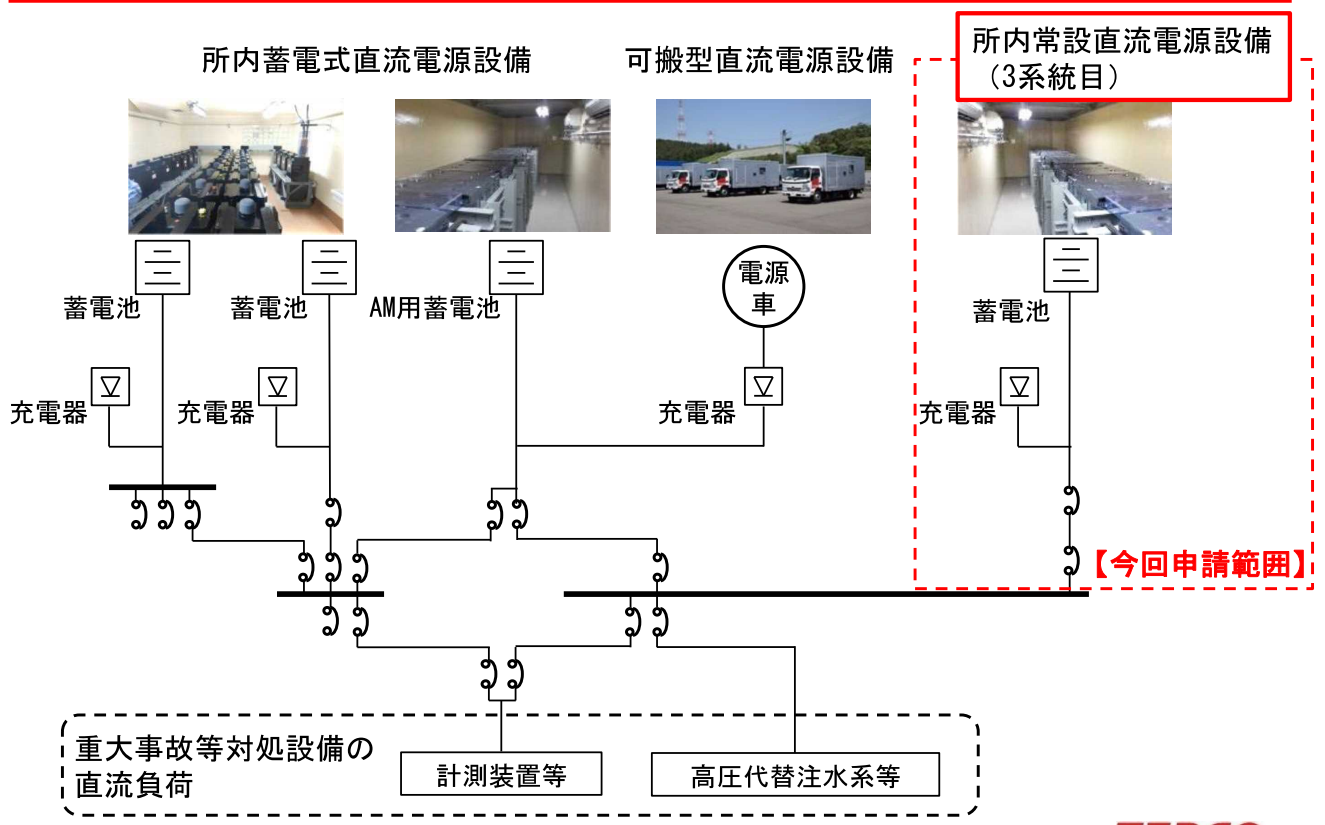 所内蓄電式直流電源設備
可搬型直流電源設備
所内常設直流電源設備
（3系統目）
蓄電池
蓄電池
AM用蓄電池
電源
車
蓄電池
充電器
充電器
充電器
充電器
【今回申請範囲】
重大事故等対処設備の
直流負荷
計測装置等
高圧代替注水系等